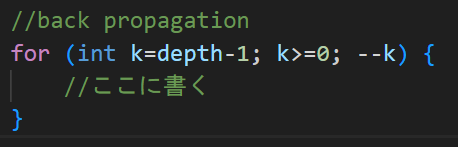 //back propagation
for (int k=depth-1; k>=0; --k) {
    //ここに書く
}